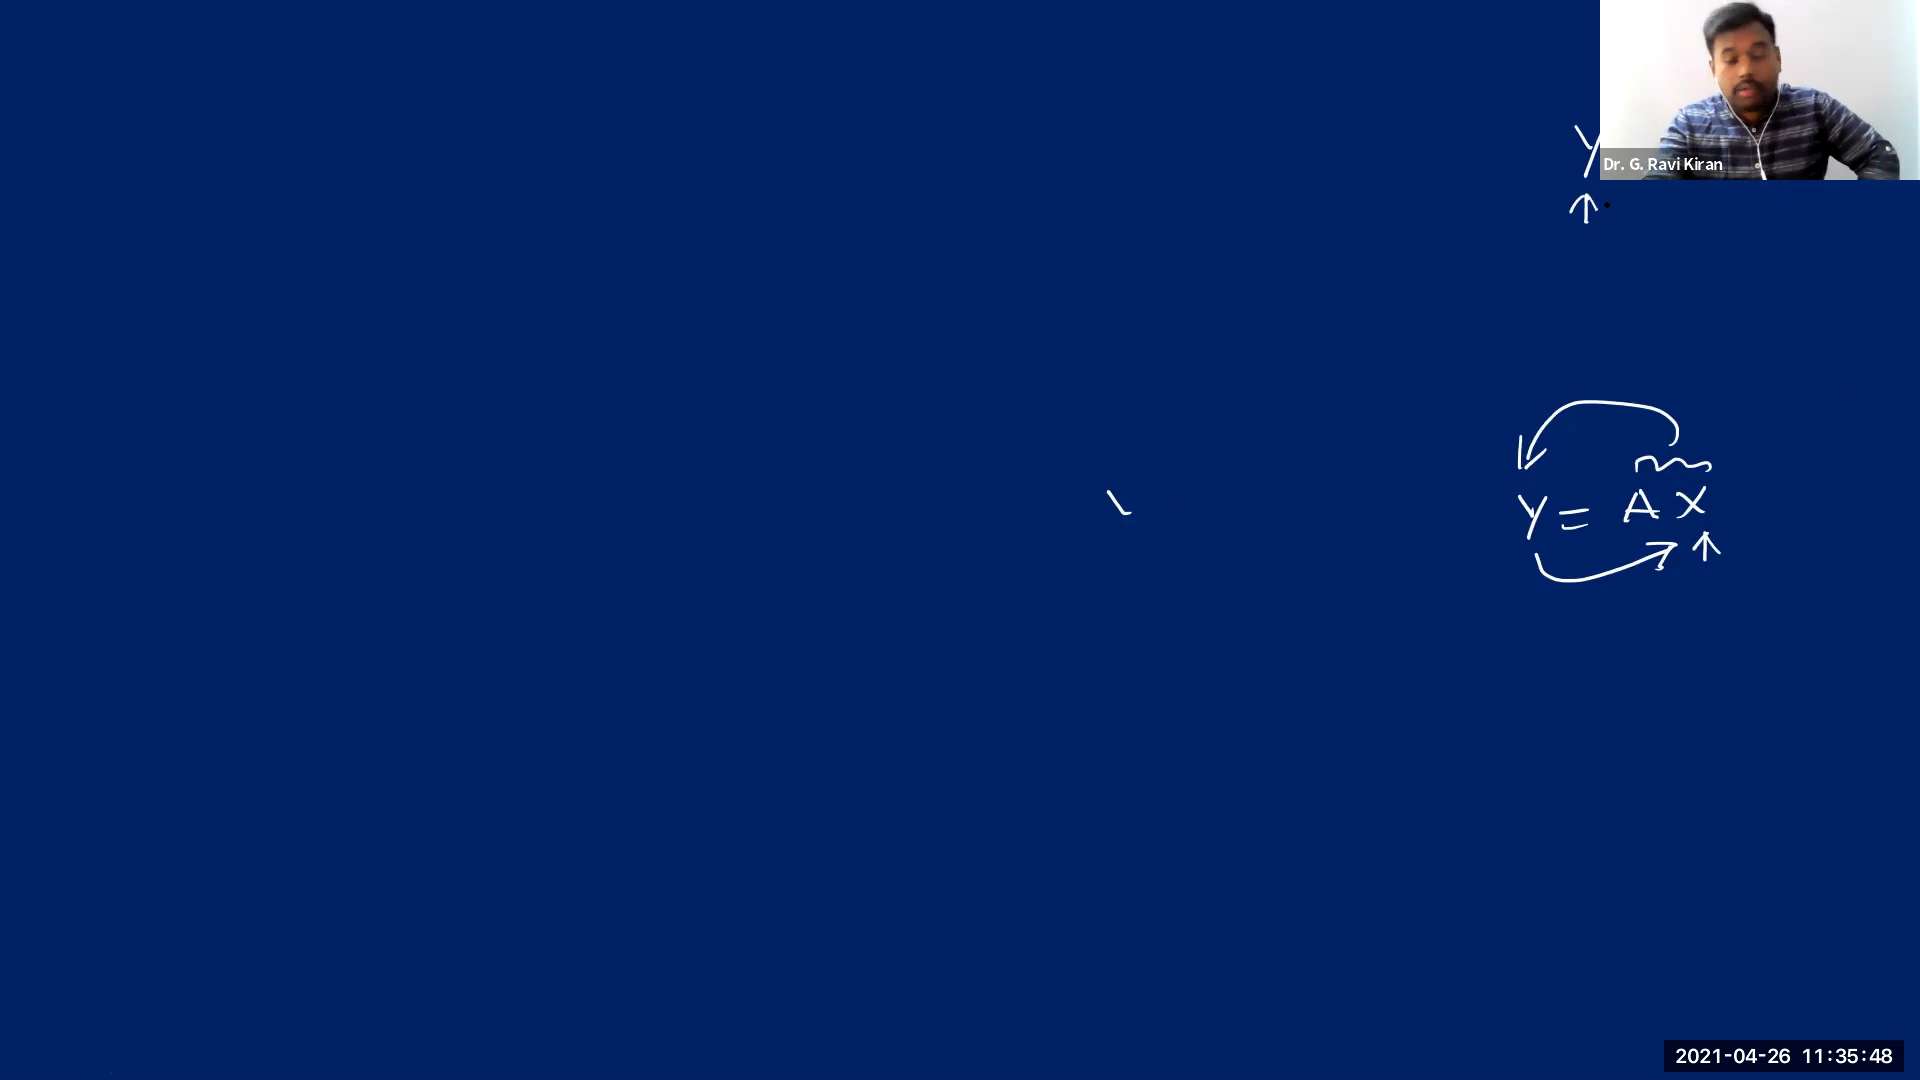 Y
Dr. G. Ravi Kiran
Y = AX
2021-04-26 11:35:48